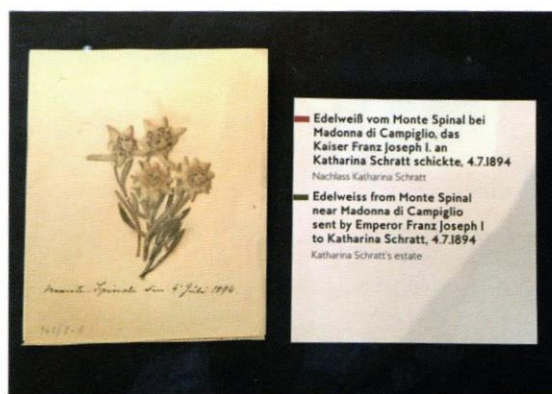 Monte Spinale den 4 Juli 1894.
Edelweiß vom Monte Spinal bei
Madonna di Campiglio, das
Kaiser Franz Joseph I. an
Katharina Schratt schickte, 4.7.1894
Nachlass Katharina Schratt
Edelweiss from Monte Spinal
near Madonna di Campiglio
sent by Emperor Franz Joseph I
to Katharina Schratt, 4.7.1894
Katharina Schratt's estate